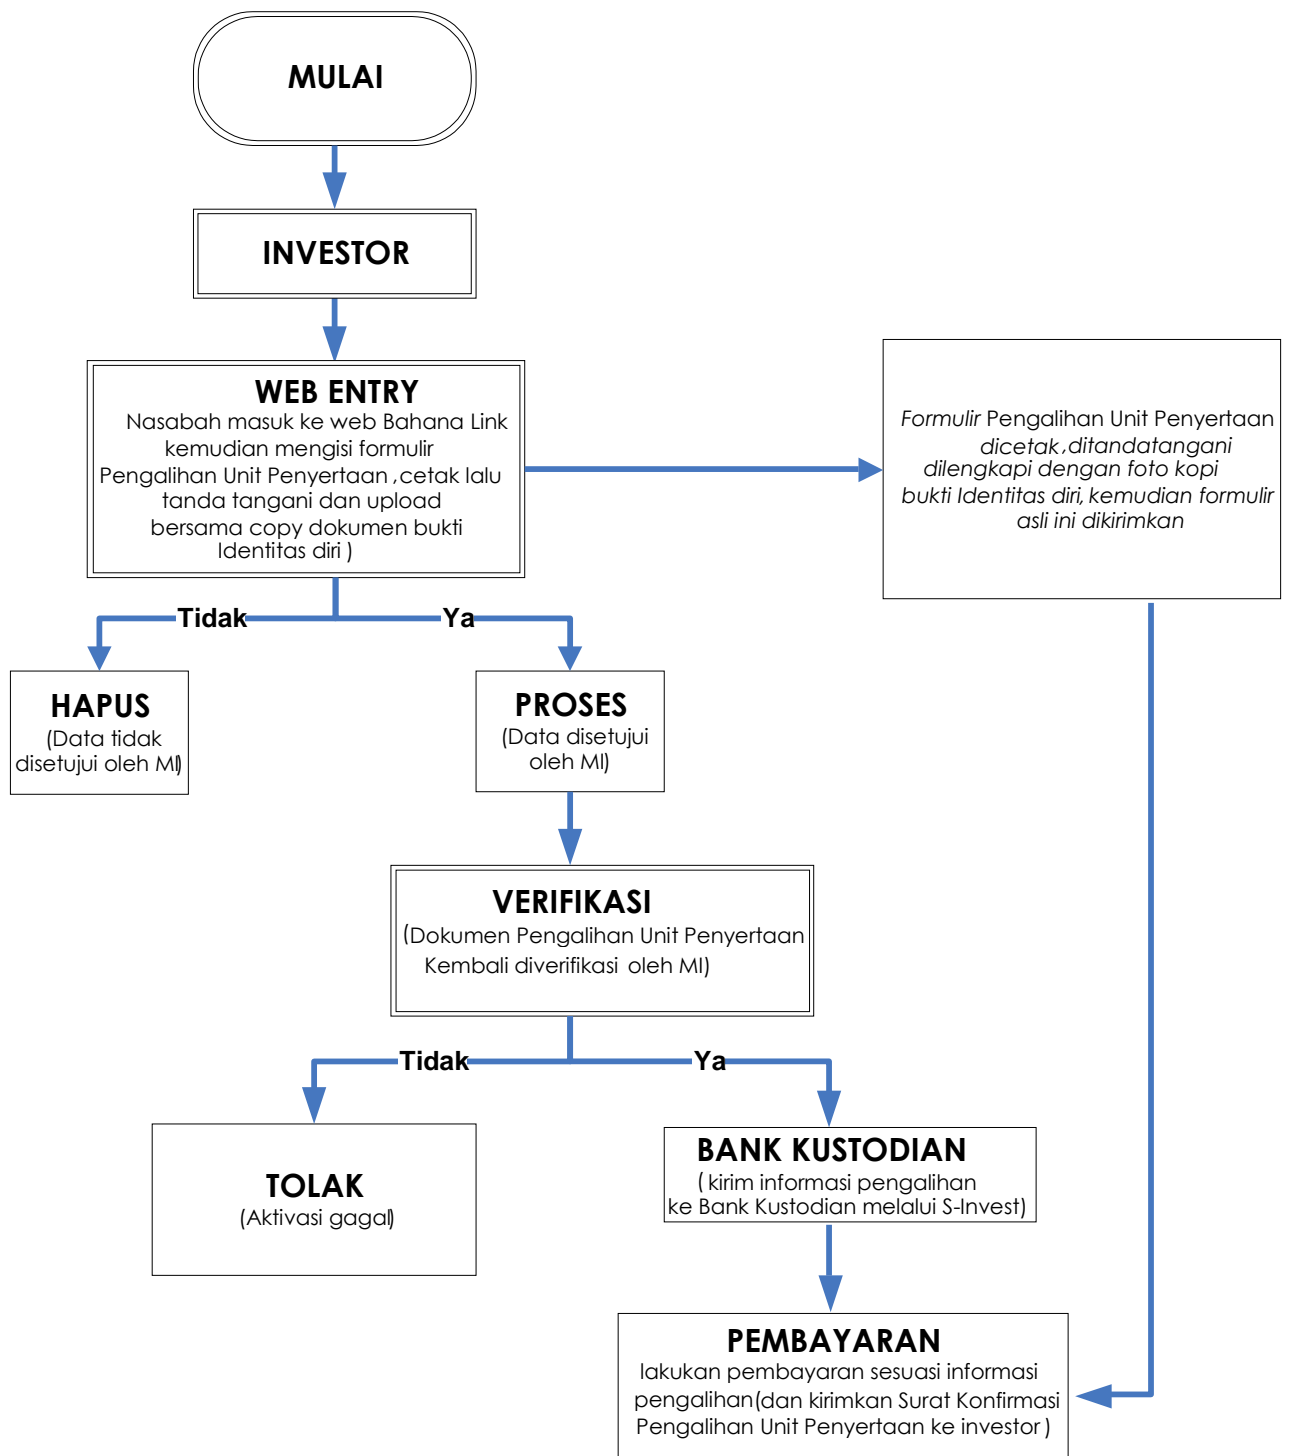 MULAI
INVESTOR
WEB ENTRY
Nasabah masuk ke web Bahana Link
kemudian mengisi formulir
Pengalihan Unit Penyertaan , cetak lalu
tanda tangani dan upload
bersama copy dokumen bukti
Identitas diri )
Formulir Pengalihan Unit Penyertaan
dicetak, ditandatangani
dilengkapi dengan foto kopi
bukti Identitas diri, kemudian formulir
asli ini dikirimkan
Tidak
Ya
HAPUS
(Data tidak
disetujui oleh MI)
PROSES
(Data disetujui
oleh MI)
VERIFIKASI
(Dokumen Pengalihan Unit Penyertaan
Kembali diverifikasi oleh MI)
Tidak
Ya
TOLAK
(Aktivasi gagal)
BANK KUSTODIAN
( kirim informasi pengalihan
ke Bank Kustodian melalui S-Invest)
PEMBAYARAN
lakukan pembayaran sesuasi informasi
pengalihan(dan kirimkan Surat Konfirmasi
Pengalihan Unit Penyertaan ke investor )